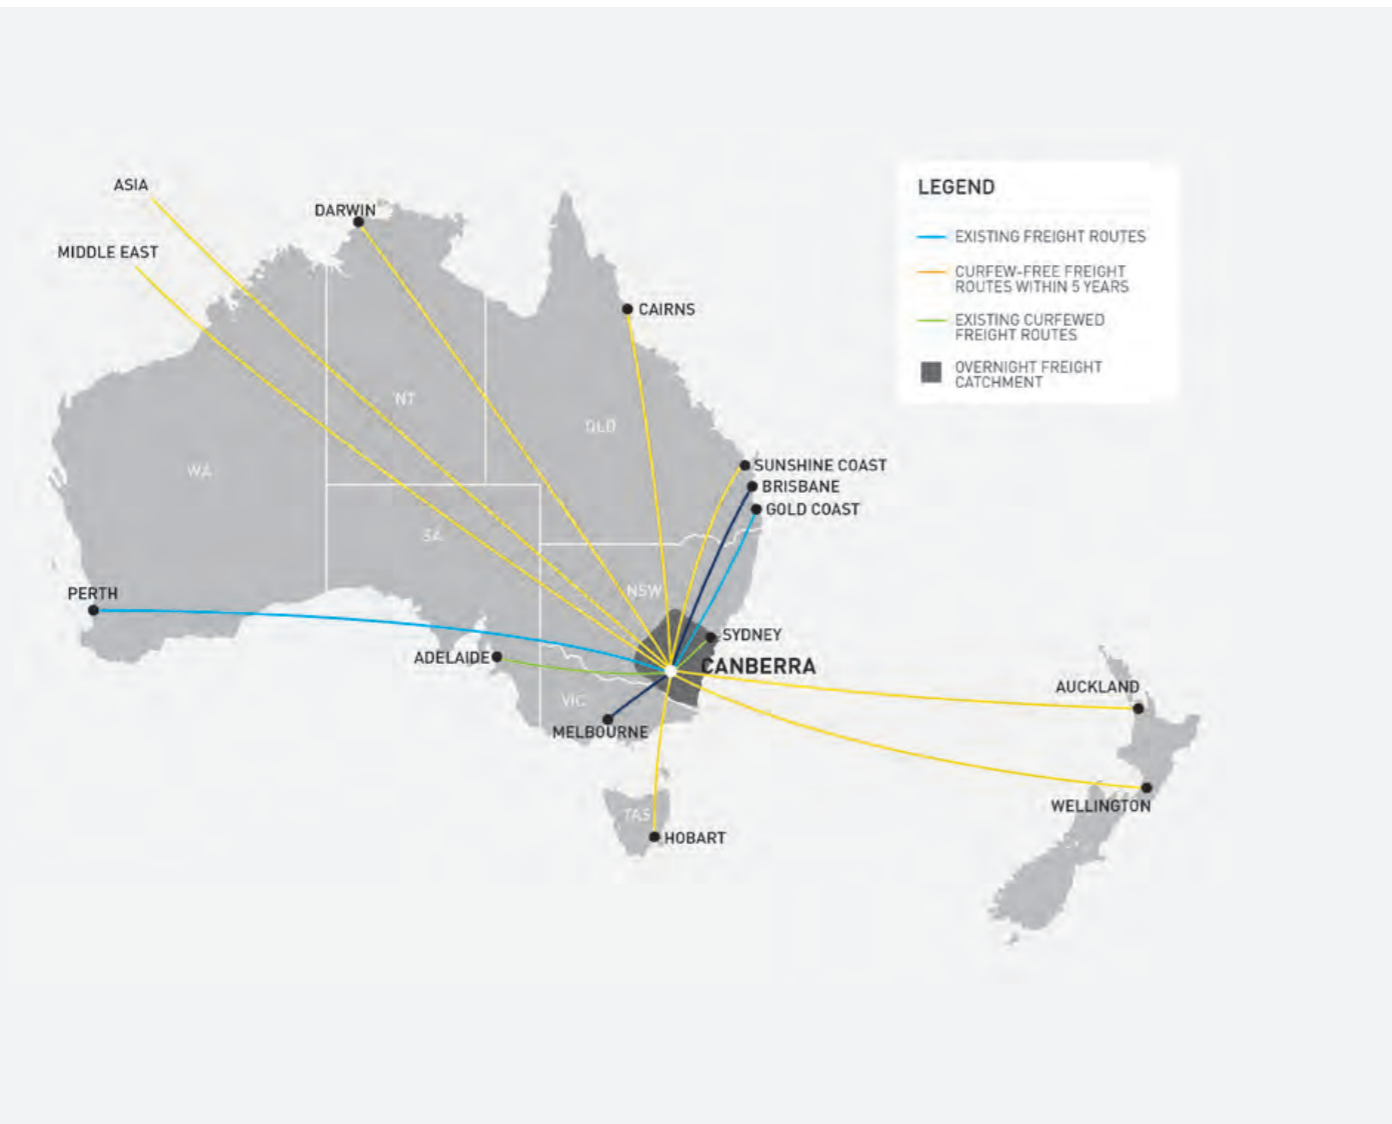 ASIA
DARWIN
MIDDLE EAST
CAIRNS
NT
QLD
WA
SUNSHINE COAST
BRISBANE
GOLD COAST
SA
NSW
PERTH
SYDNEY
ADELAIDE
CANBERRA
VIC
MELBOURNE
AUCKLAND
WELLINGTON
TAS
HOBART
LEGEND
EXISTING FREIGHT ROUTES
CURFEW-FREE FREIGHT
ROUTES WITHIN 5 YEARS
EXISTING CURFEWED
FREIGHT ROUTES
OVERNIGHT FREIGHT
CATCHMENT